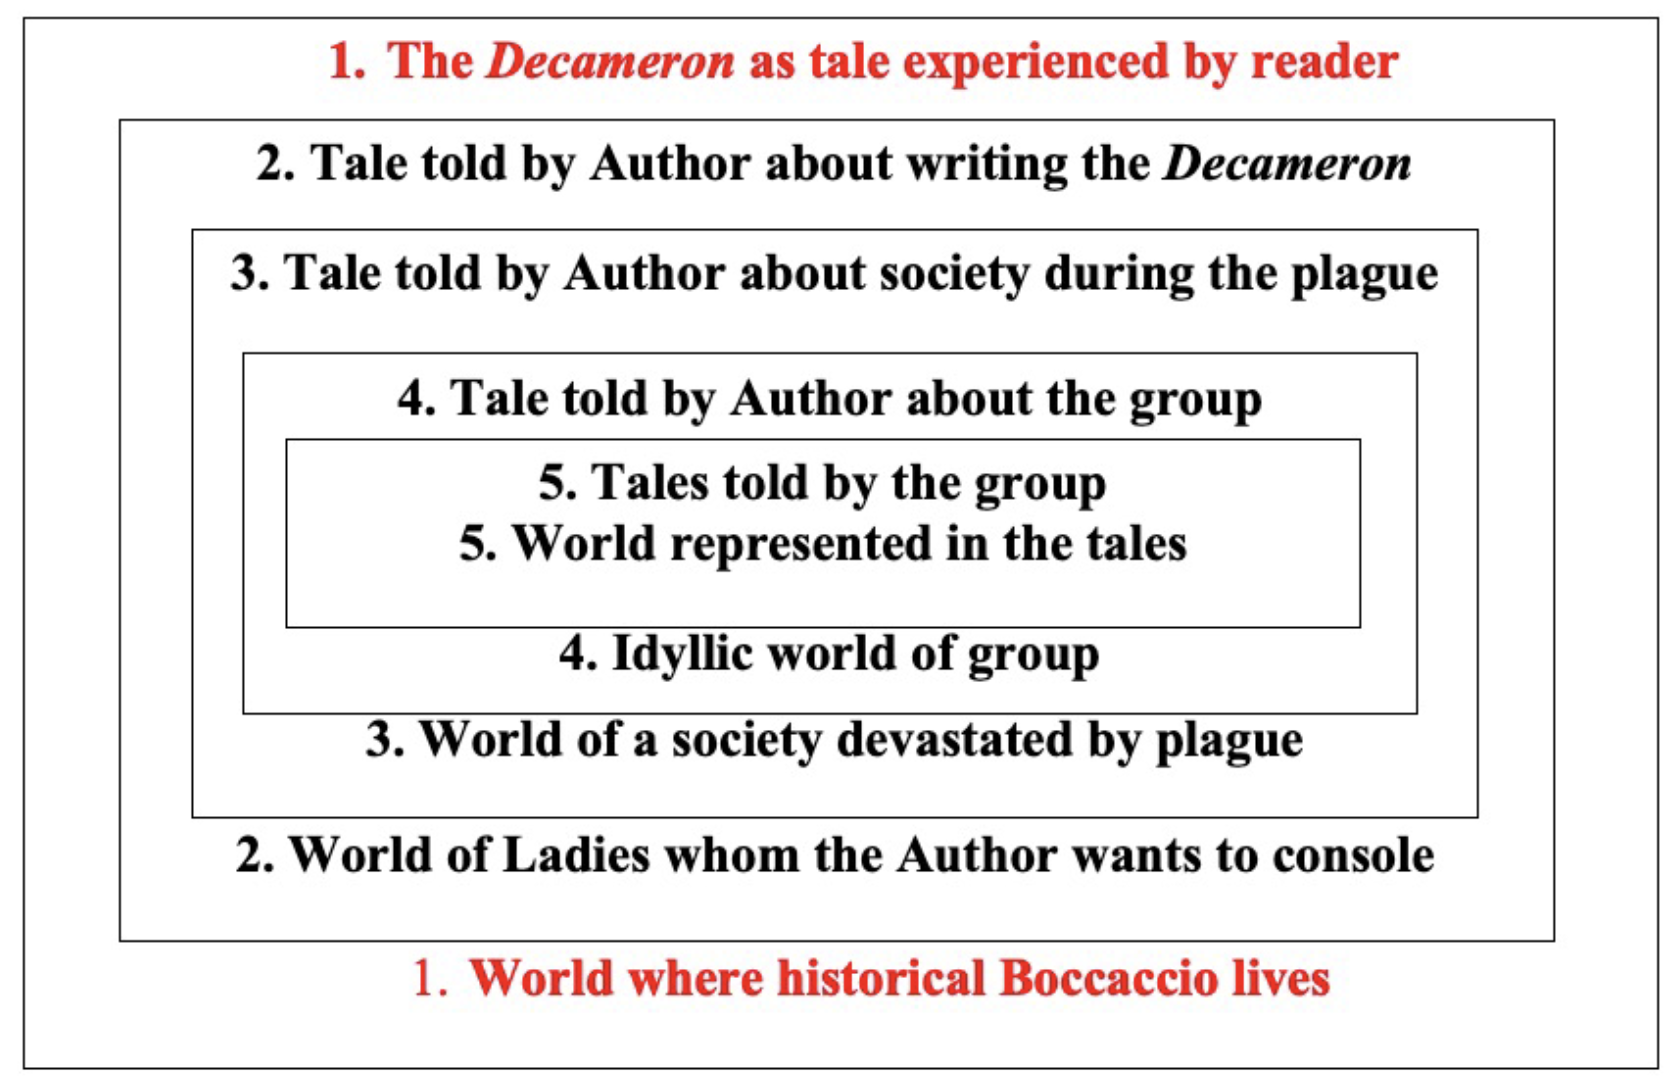 1. The Decameron as tale experienced by reader
2. Tale told by Author about writing the Decameron
3. Tale told by Author about society during the plague
4. Tale told by Author about the group
5. Tales told by the group
5. World represented in the tales
4. Idyllic world of group
3. World of a society devastated by plague
2. World of Ladies whom the Author wants to console
1. World where historical Boccaccio lives